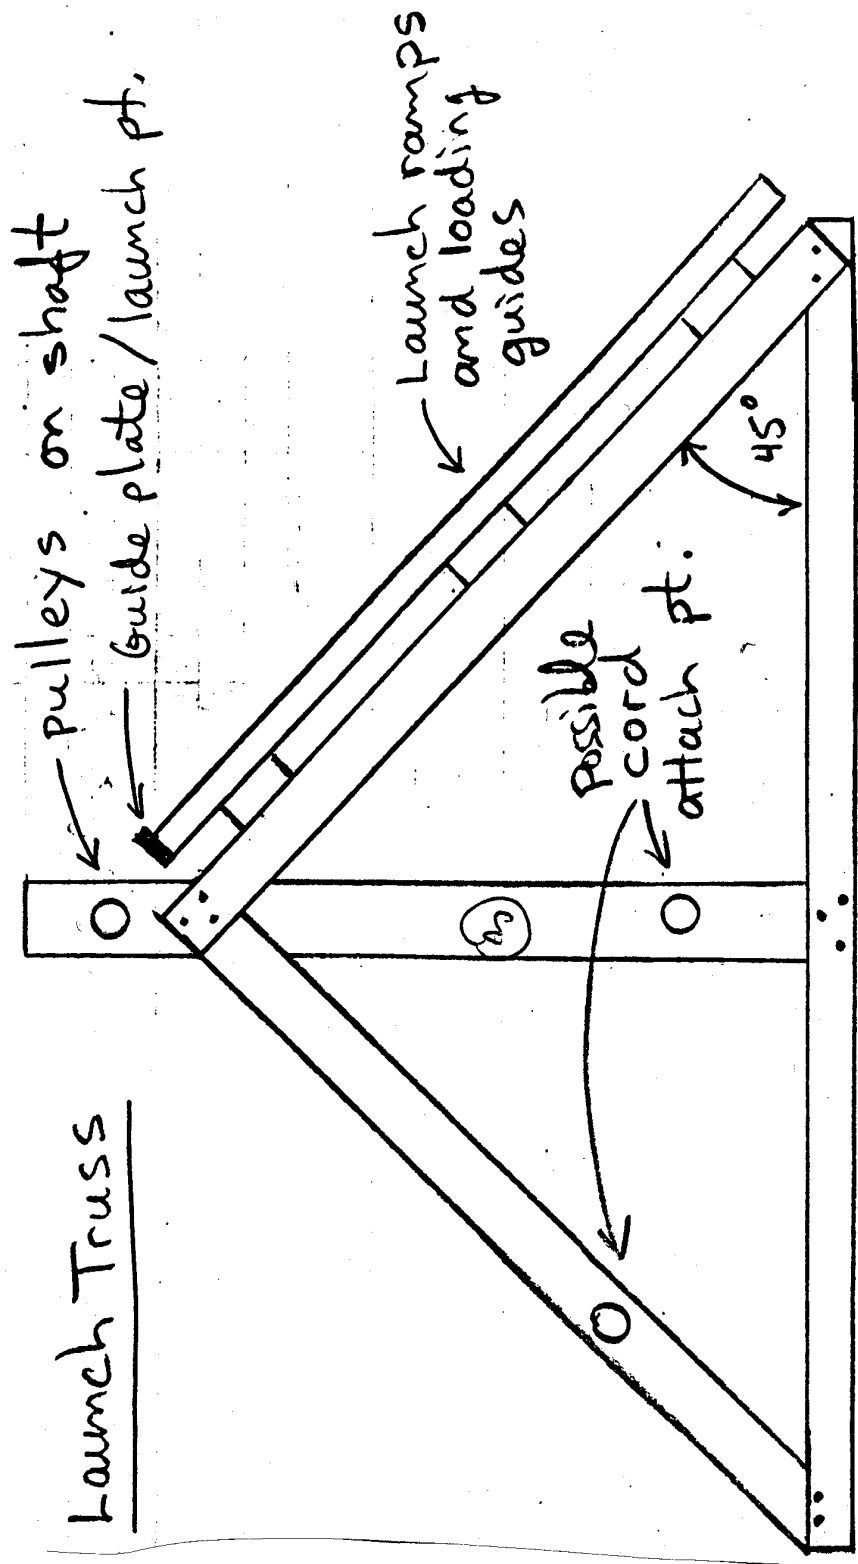 Launch Truss
pulleys on shaft
Guide plate/launch pt.
Launch ramps
and loading
guides
Possible
cord
attach pt.
45°